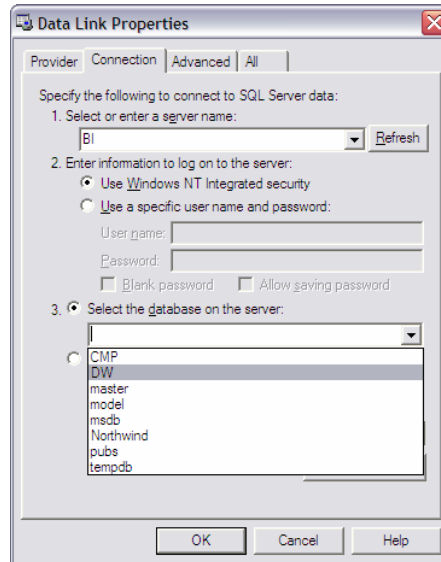 Data Link Properties
Provider Connection Advanced All
Specify the following to connect to SQL Server data:
1. Select or enter a server name:
BI Refresh
2. Enter information to log on to the server:
Use Windows NT Integrated security
Use a specific user name and password:
User name:
Password:
Blank password Allow saving password
3. Select the database on the server:
CMP
DW
master
model
msdb
Northwind
pubs
tempdb
OK Cancel Help